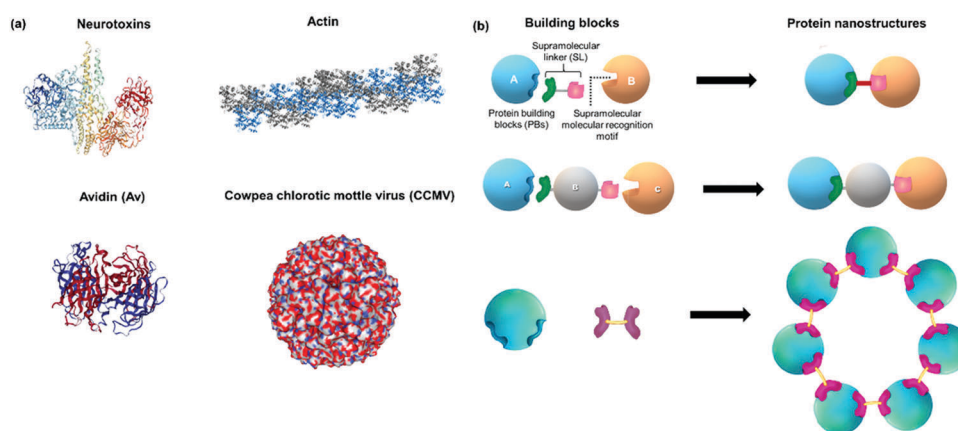 (a)
Neurotoxins
Actin
Avidin (Av)
Cowpea chlorotic mottle virus (CCMV)
(b)
Building blocks
Protein nanostructures
Supramolecular
linker (SL)
A
B
Protein building
blocks (PBs)
Supramolecular
molecular recognition
motif
A
B
C